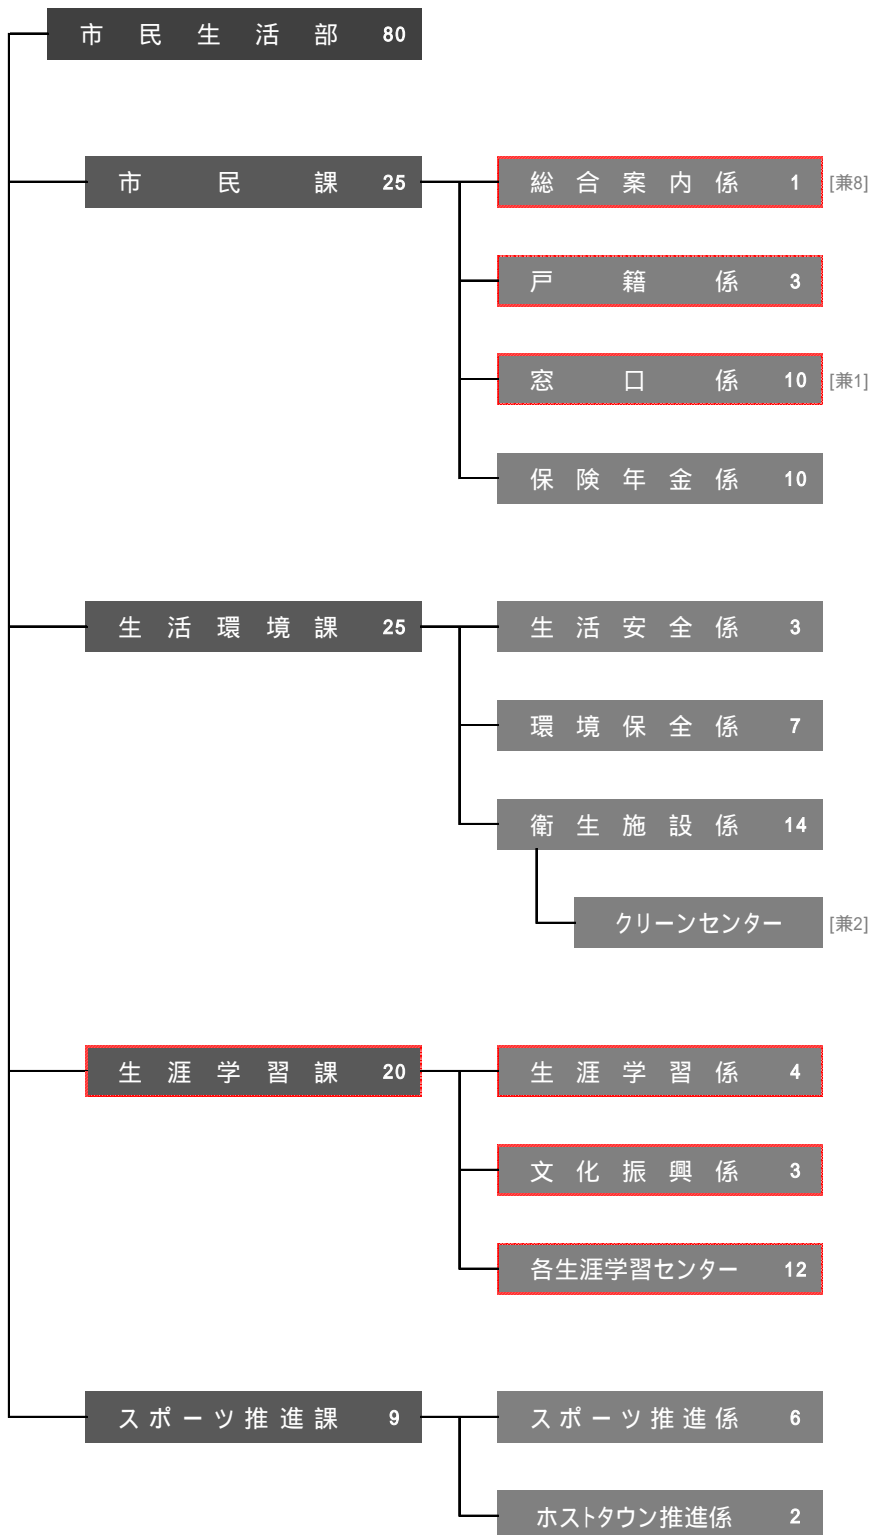 市民生活部 80
市民課 25
総合案内係 1 [兼8]
戸籍係 3
窓口係 10 [兼1]
保険年金係 10
生活環境課 25
生活安全係 3
環境保全係 7
衛生施設係 14
クリーンセンター [兼2]
生涯学習課 20
生涯学習係 4
文化振興係 3
各生涯学習センター 12
スポーツ推進課 9
スポーツ推進係 6
ホストタウン推進係 2